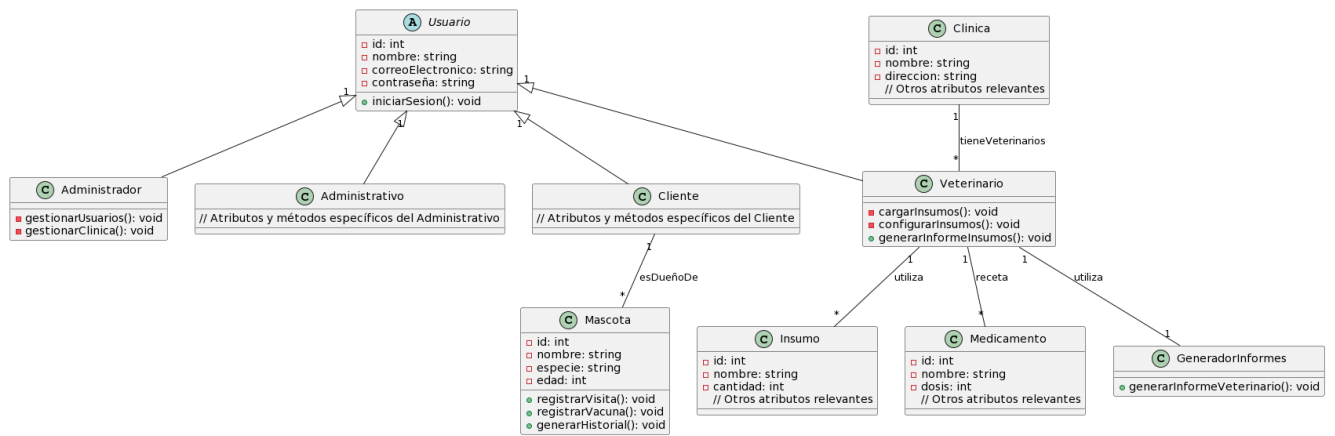 A Usuario
id: int
nombre: string
correoElectronico: string
contraseña: string
iniciarSesion(): void
C Clinica
id: int
nombre: string
direccion: string
// Otros atributos relevantes
1
1
1
1
1
tieneVeterinarios
*
C Administrador
gestionarUsuarios(): void
gestionarClinica(): void
C Administrativo
// Atributos y métodos específicos del Administrativo
C Cliente
// Atributos y métodos específicos del Cliente
C Veterinario
cargarInsumos(): void
configurarInsumos(): void
generarInformeInsumos(): void
1
esDueñoDe
*
1
utiliza
*
1
receta
*
1
utiliza
1
C Mascota
id: int
nombre: string
especie: string
edad: int
registrarVisita(): void
registrarVacuna(): void
generarHistorial(): void
C Insumo
id: int
nombre: string
cantidad: int
// Otros atributos relevantes
C Medicamento
id: int
nombre: string
dosis: int
// Otros atributos relevantes
C GeneradorInformes
generarInformeVeterinario(): void